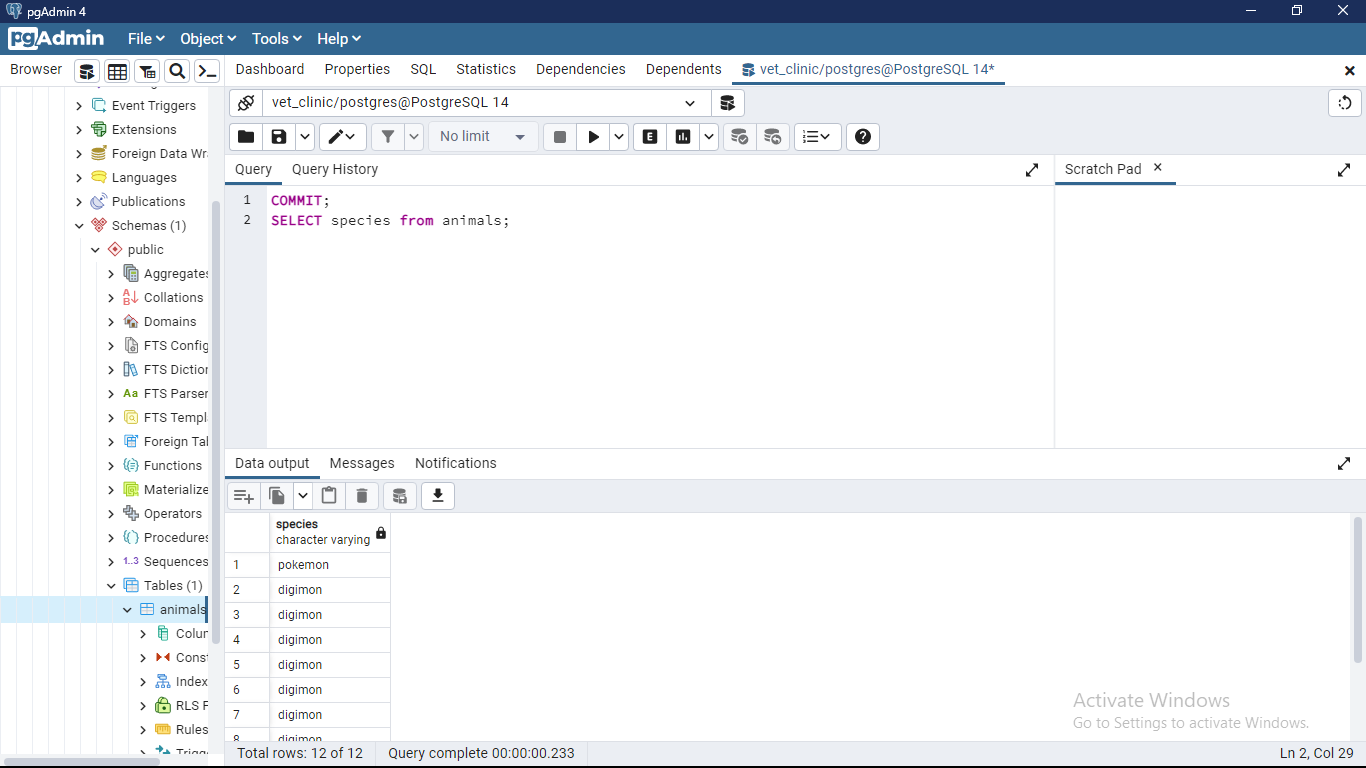 pgAdmin 4
pgAdmin File Object Tools Help
Browser Dashboard Properties SQL Statistics Dependencies Dependents vet_clinic/postgres@PostgreSQL 14*
Event Triggers
Extensions
Foreign Data Wr
Languages
Publications
Schemas (1)
public
Aggregates
Collations
Domains
FTS Config
FTS Diction
FTS Parser
FTS Templ
Foreign Tal
Functions
Materialize
Operators
Procedures
1..3 Sequences
Tables (1)
animals
Colur
Cons
Index
RLS F
Rules
Trigg
vet_clinic/postgres@PostgreSQL 14
No limit
Query Query History Scratch Pad
1 COMMIT;
2 SELECT species from animals;
Data output Messages Notifications
species
character varying
1 pokemon
2 digimon
3 digimon
4 digimon
5 digimon
6 digimon
7 digimon
8 digimon
Activate Windows
Go to Settings to activate Windows.
Total rows: 12 of 12 Query complete 00:00:00.233 Ln 2, Col 29